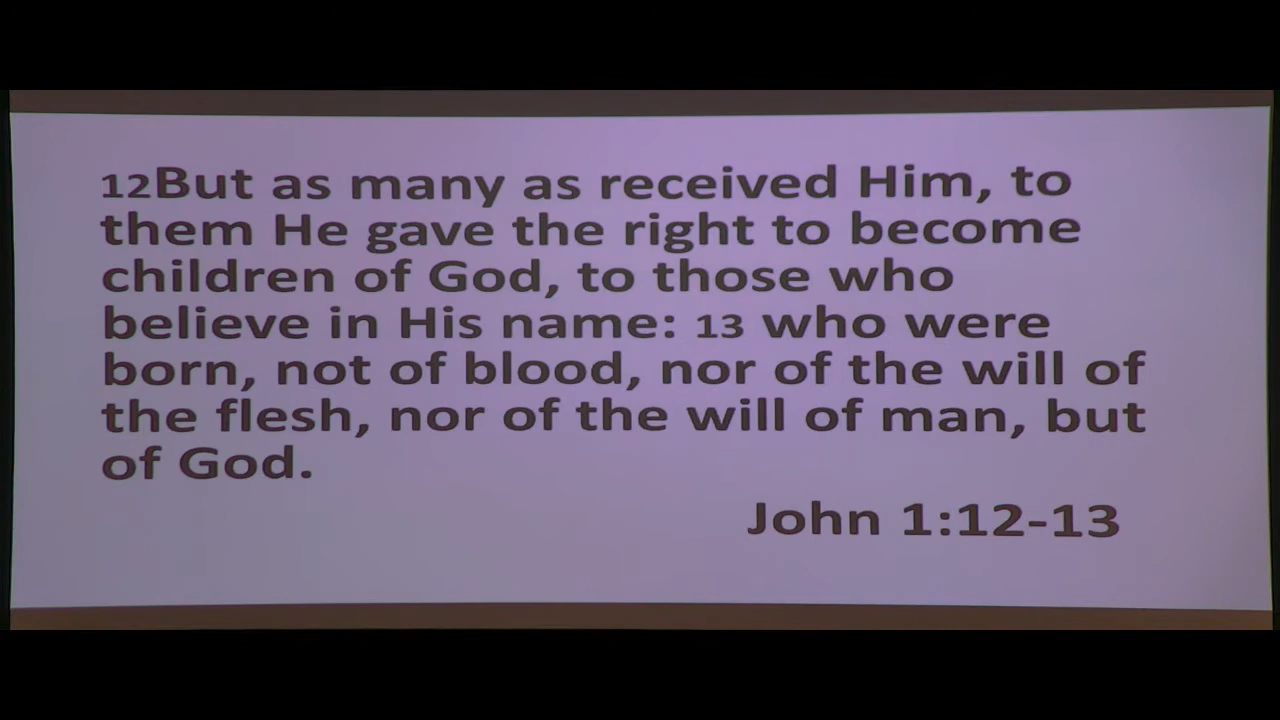 12But as many as received Him, to
them He gave the right to become
children of God, to those who
believe in His name: 13 who were
born, not of blood, nor of the will of
the flesh, nor of the will of man, but
of God.
John 1:12-13